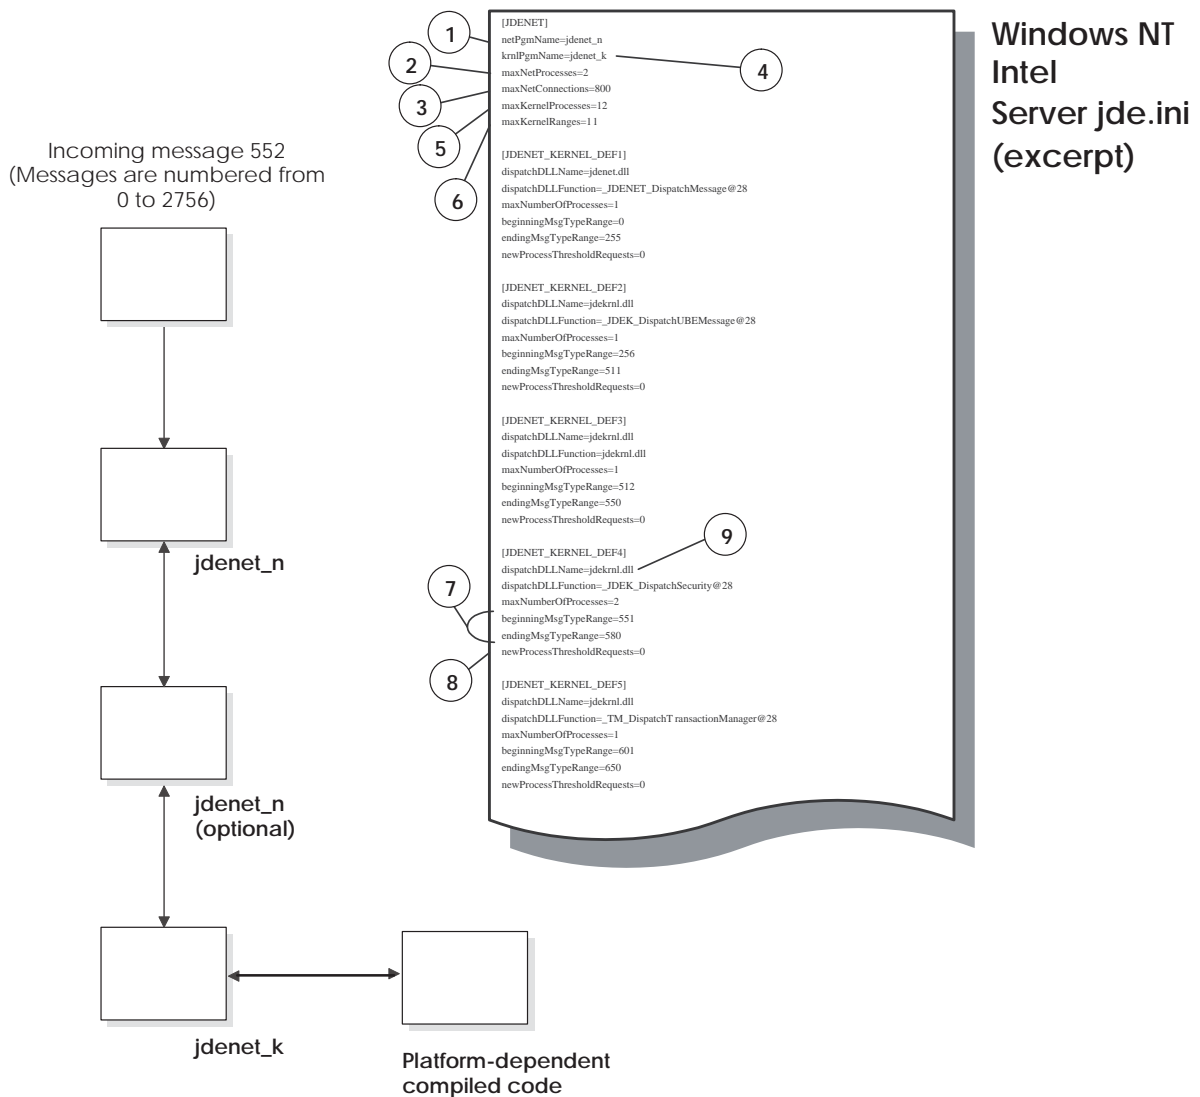 Windows NT
Intel
Server jde.ini
(excerpt)
Incoming message 552
(Messages are numbered from
0 to 2756)
jdenet_n
jdenet_n
(optional)
jdenet_k
Platform-dependent
compiled code
1
2
3
4
5
6
7
8
9
[JDENET]
netPgmName=jdenet_n
krnlPgmName=jdenet_k
maxNetProcesses=2
maxNetConnections=800
maxKernelProcesses=12
maxKernelRanges=11
[JDENET_KERNEL_DEF1]
dispatchDLLName=jdenet.dll
dispatchDLLFunction=_JDENET_DispatchMessage@28
maxNumberOfProcesses=1
beginningMsgTypeRange=0
endingMsgTypeRange=255
newProcessThresholdRequests=0
[JDENET_KERNEL_DEF2]
dispatchDLLName=jdekrnl.dll
dispatchDLLFunction=_JDEK_DispatchUBEMessage@28
maxNumberOfProcesses=1
beginningMsgTypeRange=256
endingMsgTypeRange=511
newProcessThresholdRequests=0
[JDENET_KERNEL_DEF3]
dispatchDLLName=jdekrnl.dll
dispatchDLLFunction=jdekrnl.dll
maxNumberOfProcesses=1
beginningMsgTypeRange=512
endingMsgTypeRange=550
newProcessThresholdRequests=0
[JDENET_KERNEL_DEF4]
dispatchDLLName=jdekrnl.dll
dispatchDLLFunction=_JDEK_DispatchSecurity@28
maxNumberOfProcesses=2
beginningMsgTypeRange=551
endingMsgTypeRange=580
newProcessThresholdRequests=0
[JDENET_KERNEL_DEF5]
dispatchDLLName=jdekrnl.dll
dispatchDLLFunction=_TM_DispatchT ransactionManager@28
maxNumberOfProcesses=1
beginningMsgTypeRange=601
endingMsgTypeRange=650
newProcessThresholdRequests=0